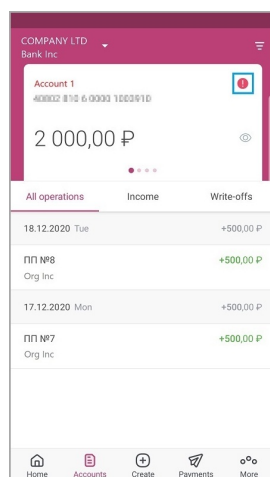 COMPANY LTD
Bank Inc
Account 1
2 000,00 ₽
All operations Income Write-offs
18.12.2020 Tue +500,00 ₽
ПП №8 +500,00 ₽
Org Inc
17.12.2020 Mon +500,00 ₽
ПП №7 +500,00 ₽
Org Inc
Home Accounts Create Payments More